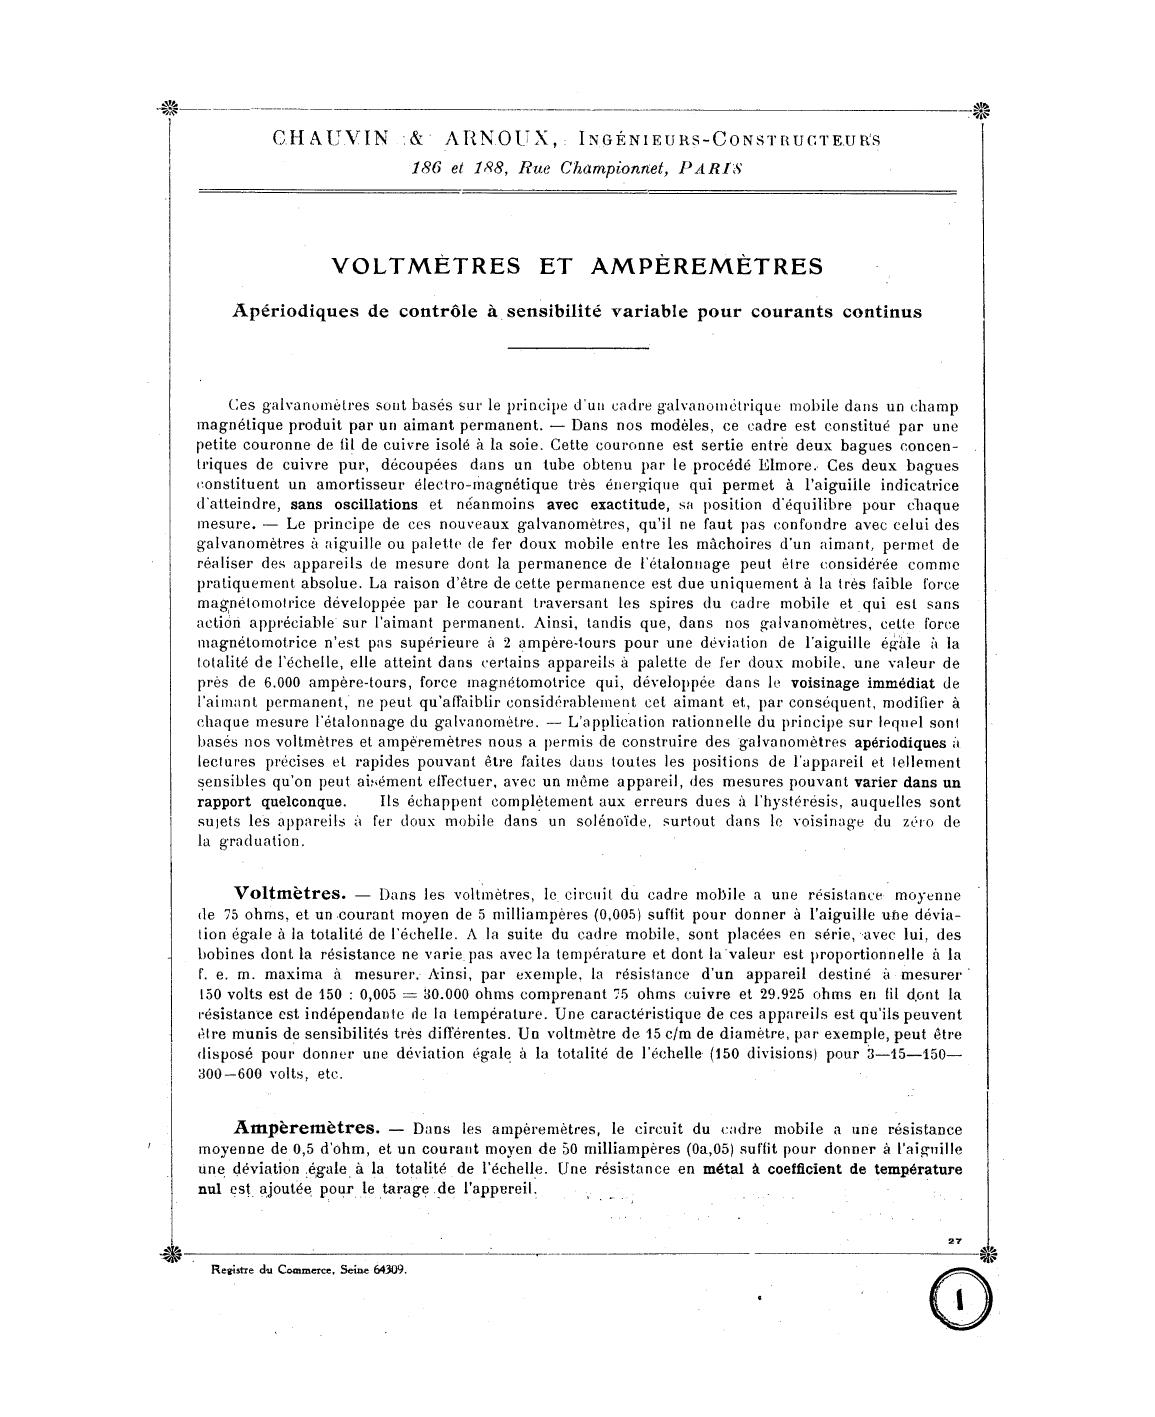 CHAUVIN & ARNOUX, INGÉNIEURS-CONSTRUCTEURS
186 et 188, Rue Championnet, PARIS
VOLTMÈTRES ET AMPÈREMÈTRES
Apériodiques de contrôle à sensibilité variable pour courants continus
Ces galvanomètres sont basés sur le principe d'un cadre galvanométrique mobile dans un champ
magnétique produit par un aimant permanent. — Dans nos modèles, ce cadre est constitué par une
petite couronne de fil de cuivre isolé à la soie. Cette couronne est sertie entre deux bagues concen-
triques de cuivre pur, découpées dans un tube obtenu par le procédé Elmore. Ces deux bagues
constituent un amortisseur électro-magnétique très énergique qui permet à l'aiguille indicatrice
d'atteindre, sans oscillations et néanmoins avec exactitude, sa position d'équilibre pour chaque
mesure. — Le principe de ces nouveaux galvanomètres, qu'il ne faut pas confondre avec celui des
galvanomètres à aiguille ou palette de fer doux mobile entre les mâchoires d'un aimant, permet de
réaliser des appareils de mesure dont la permanence de l'étalonnage peut être considérée comme
pratiquement absolue. La raison d'être de cette permanence est due uniquement à la très faible force
magnétomotrice développée par le courant traversant les spires du cadre mobile et qui est sans
action appréciable sur l'aimant permanent. Ainsi, tandis que, dans nos galvanomètres, cette force
magnétomotrice n'est pas supérieure à 2 ampère-tours pour une déviation de l'aiguille égale à la
totalité de l'échelle, elle atteint dans certains appareils à palette de fer doux mobile, une valeur de
près de 6.000 ampère-tours, force magnétomotrice qui, développée dans le voisinage immédiat de
l'aimant permanent, ne peut qu'affaiblir considérablement cet aimant et, par conséquent, modifier à
chaque mesure l'étalonnage du galvanomètre. — L'application rationnelle du principe sur lequel sont
basés nos voltmètres et ampèremètres nous a permis de construire des galvanomètres apériodiques à
lectures précises et rapides pouvant être faites dans toutes les positions de l'appareil et tellement
sensibles qu'on peut aisément effectuer, avec un même appareil, des mesures pouvant varier dans un
rapport quelconque. Ils échappent complètement aux erreurs dues à l'hystérésis, auquelles sont
sujets les appareils à fer doux mobile dans un solénoïde, surtout dans le voisinage du zéro de
la graduation.
Voltmètres. — Dans les voltmètres, le circuit du cadre mobile a une résistance moyenne
de 75 ohms, et un courant moyen de 5 milliampères (0,005) suffit pour donner à l'aiguille une dévia-
tion égale à la totalité de l'échelle. A la suite du cadre mobile, sont placées en série, avec lui, des
bobines dont la résistance ne varie pas avec la température et dont la valeur est proportionnelle à la
f. e. m. maxima à mesurer. Ainsi, par exemple, la résistance d'un appareil destiné à mesurer
150 volts est de 150 : 0,005 = 30.000 ohms comprenant 75 ohms cuivre et 29.925 ohms en fil dont la
résistance est indépendante de la température. Une caractéristique de ces appareils est qu'ils peuvent
être munis de sensibilités très différentes. Un voltmètre de 15 c/m de diamètre, par exemple, peut être
disposé pour donner une déviation égale à la totalité de l'échelle (150 divisions) pour 3—15—150—
300—600 volts, etc.
Ampèremètres. — Dans les ampèremètres, le circuit du cadre mobile a une résistance
moyenne de 0,5 d'ohm, et un courant moyen de 50 milliampères (0a,05) suffit pour donner à l'aiguille
une déviation égale à la totalité de l'échelle. Une résistance en métal à coefficient de température
nul est ajoutée pour le tarage de l'appareil.
27
Registre du Commerce, Seine 64309.
1